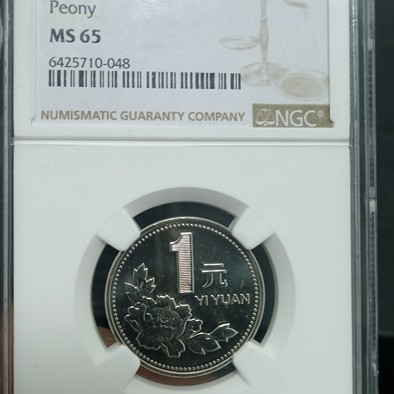 Peony
MS 65
6425710-048
NUMISMATIC GUARANTY COMPANY NGC
1 元
YI YUAN